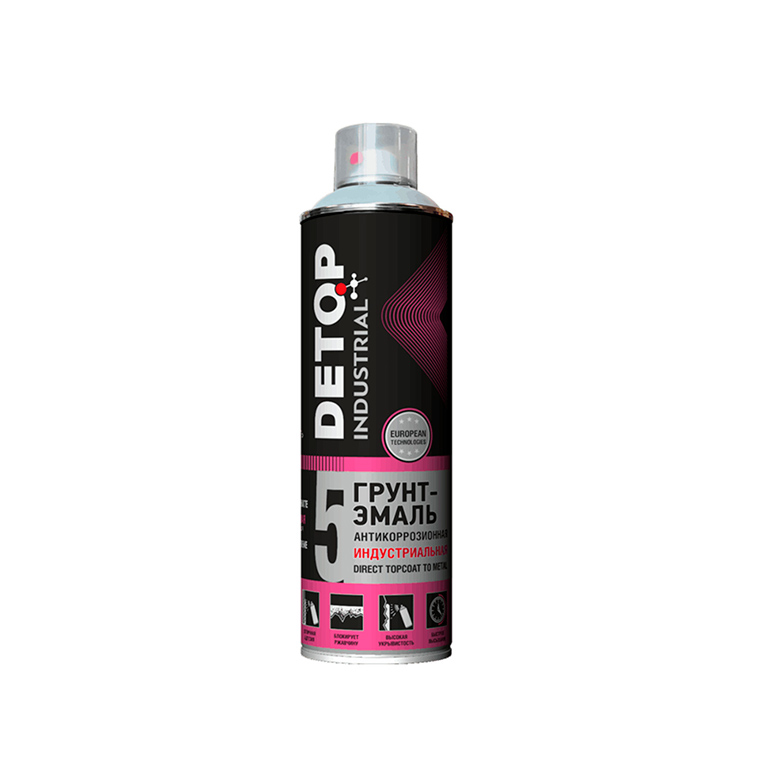 DETOP
INDUSTRIAL
EUROPEAN
TECHNOLOGIES
5
ГРУНТ-
ЭМАЛЬ
АНТИКОРРОЗИОННАЯ
ИНДУСТРИАЛЬНАЯ
DIRECT TOPCOAT TO METAL
БЛОКИРУЕТ
РЖАВЧИНУ
ВЫСОКАЯ
УКРЫВИСТОСТЬ